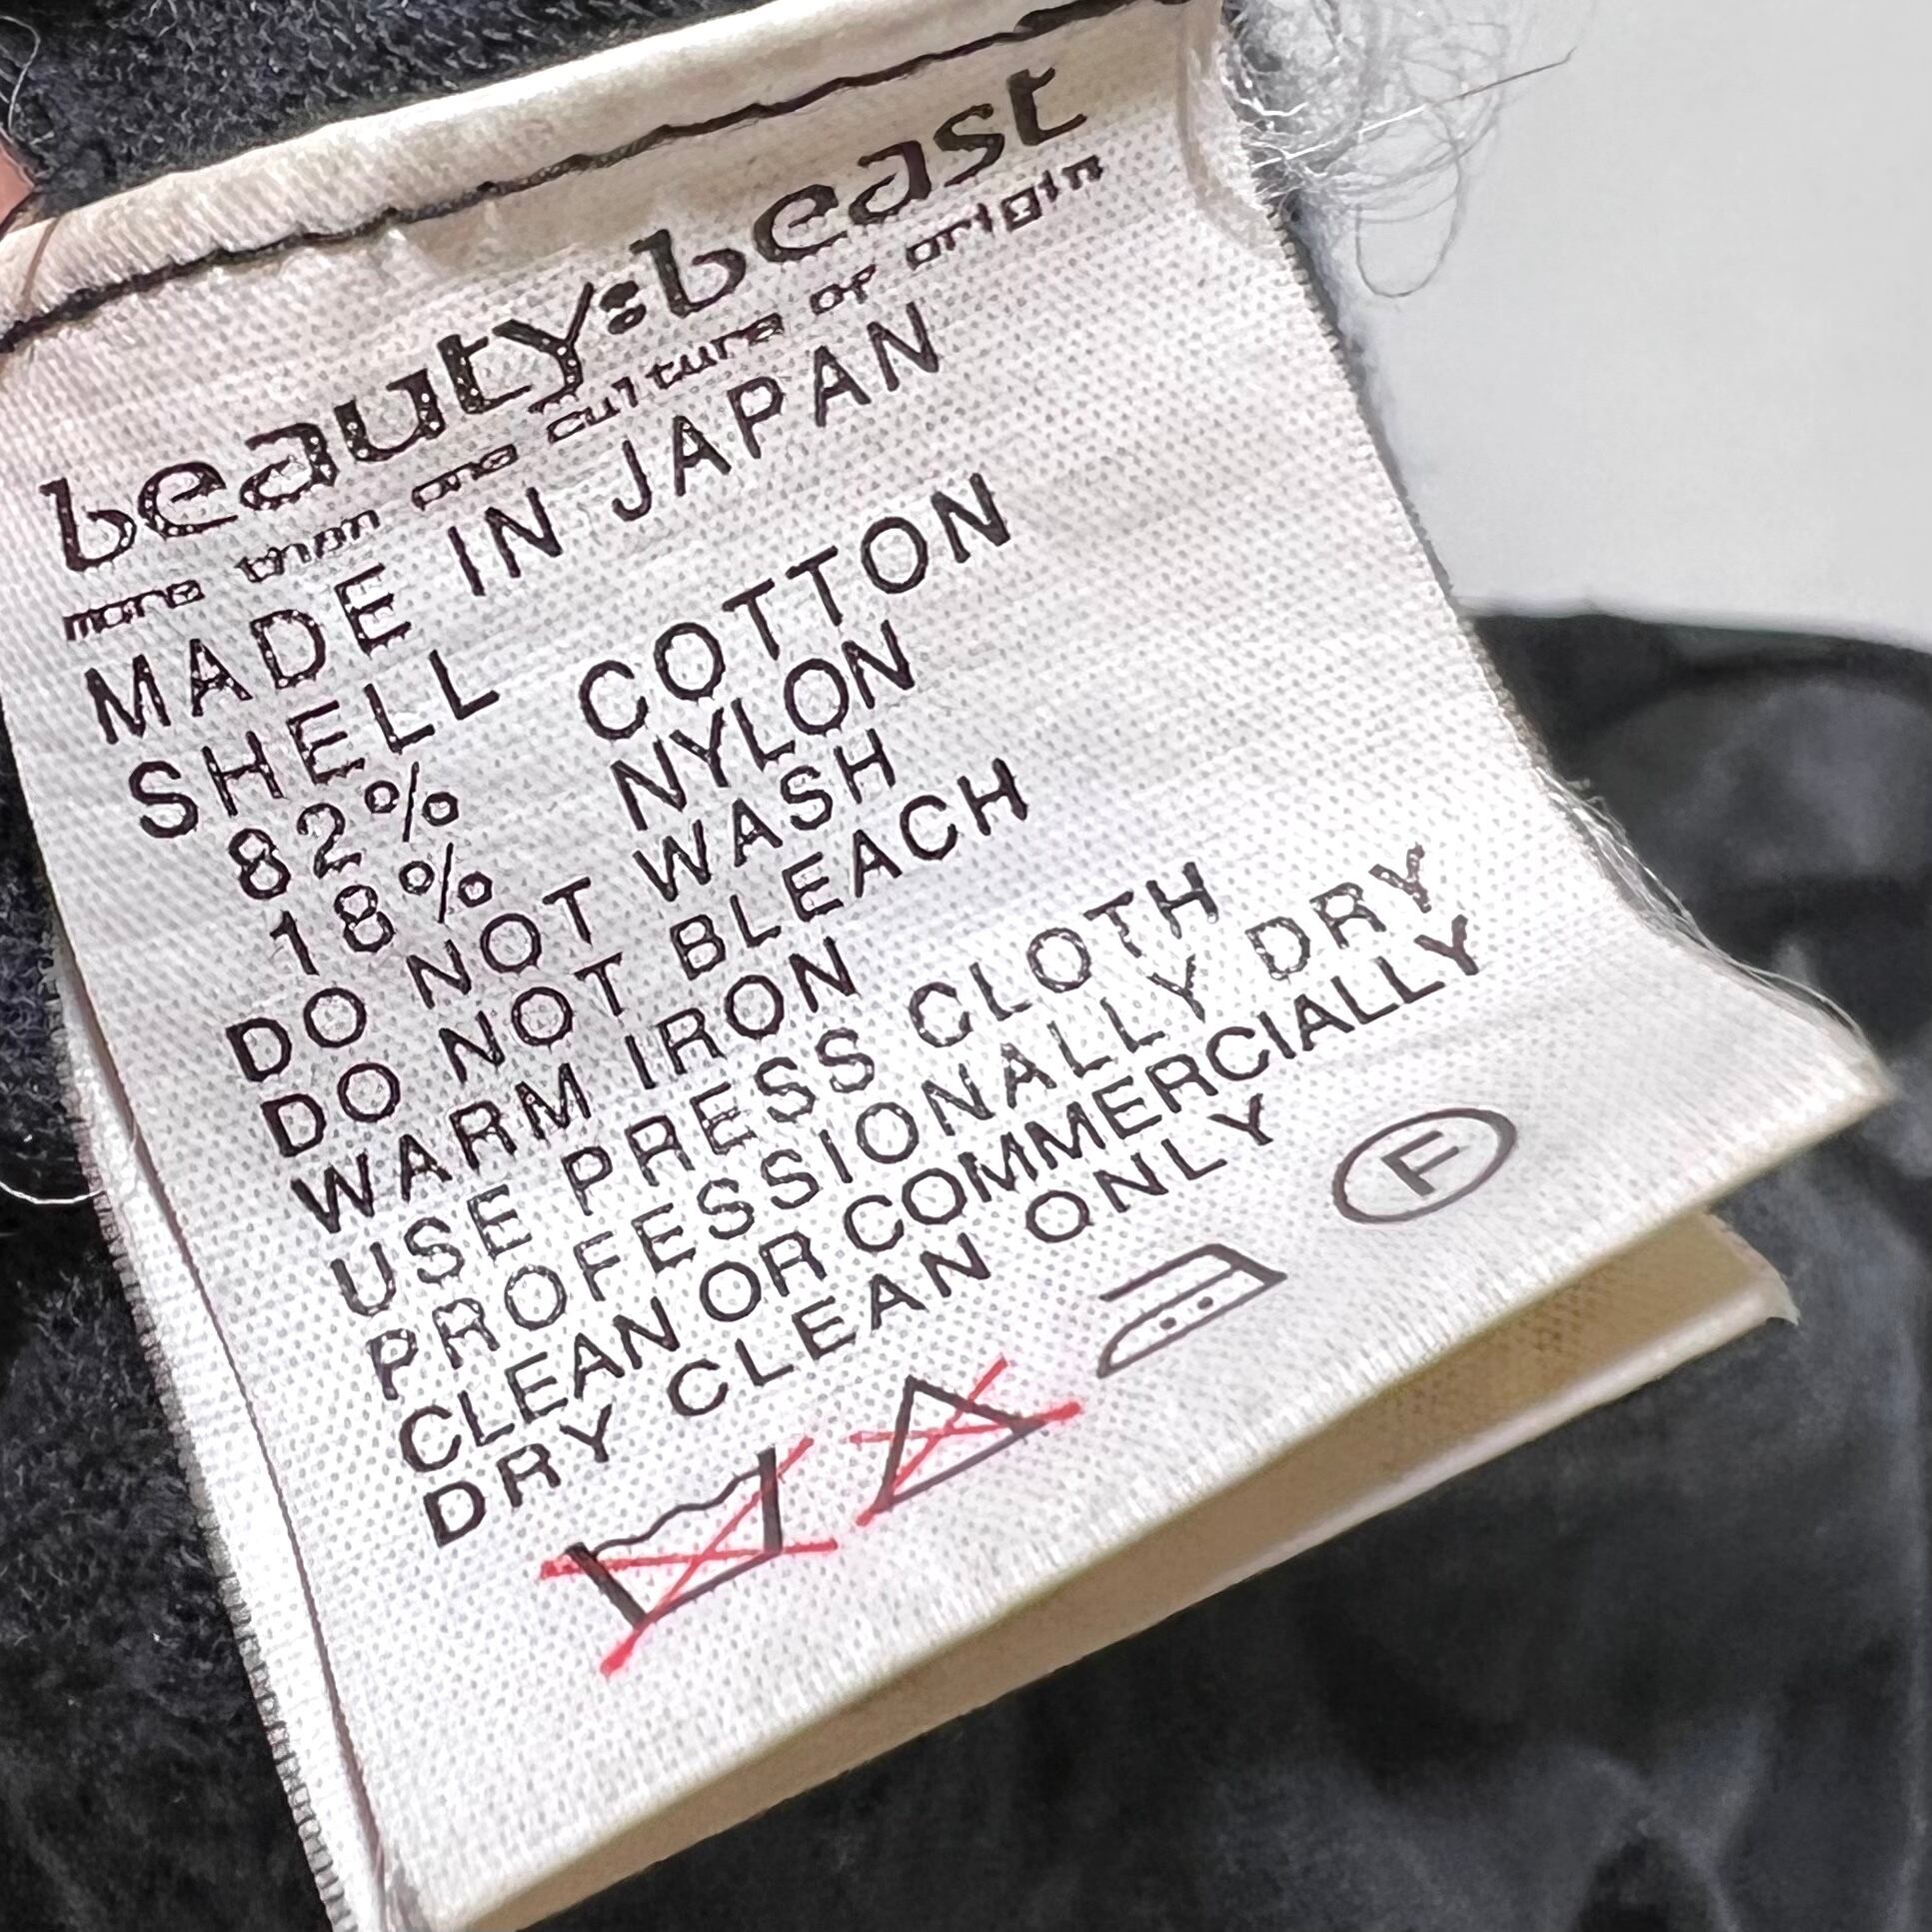 beauty:beast
more than one culture of origin
MADE IN JAPAN
SHELL COTTON
82% NYLON
18%
DO NOT WASH
DO NOT BLEACH
WARM IRON
USE PRESS CLOTH
PROFESSIONALLY DRY
CLEAN OR COMMERCIALLY
DRY CLEAN ONLY
F